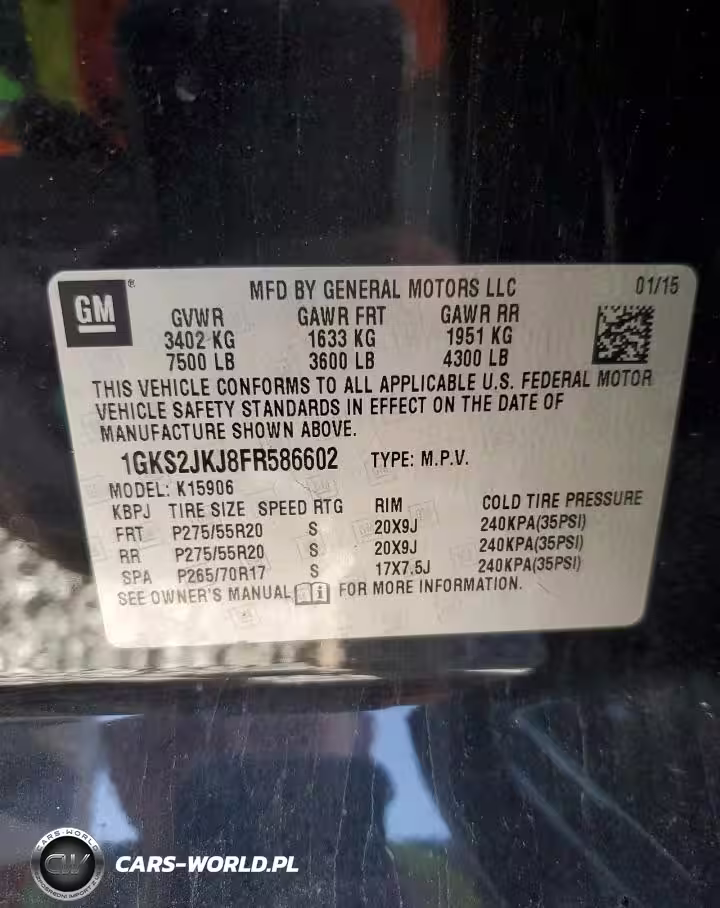 GM
®
MFD BY GENERAL MOTORS LLC
01/15
GVWR GAWR FRT GAWR RR
3402 KG 1633 KG 1951 KG
7500 LB 3600 LB 4300 LB
THIS VEHICLE CONFORMS TO ALL APPLICABLE U.S. FEDERAL MOTOR
VEHICLE SAFETY STANDARDS IN EFFECT ON THE DATE OF
MANUFACTURE SHOWN ABOVE.
1GKS2JKJ8FR586602 TYPE: M.P.V.
MODEL: K15906
KBPJ TIRE SIZE SPEED RTG RIM COLD TIRE PRESSURE
FRT P275/55R20 S 20X9J 240KPA(35PSI)
RR P275/55R20 S 20X9J 240KPA(35PSI)
SPA P265/70R17 S 17X7.5J 240KPA(35PSI)
SEE OWNER'S MANUAL FOR MORE INFORMATION.
CARS-WORLD
CW
CARS-WORLD.PL